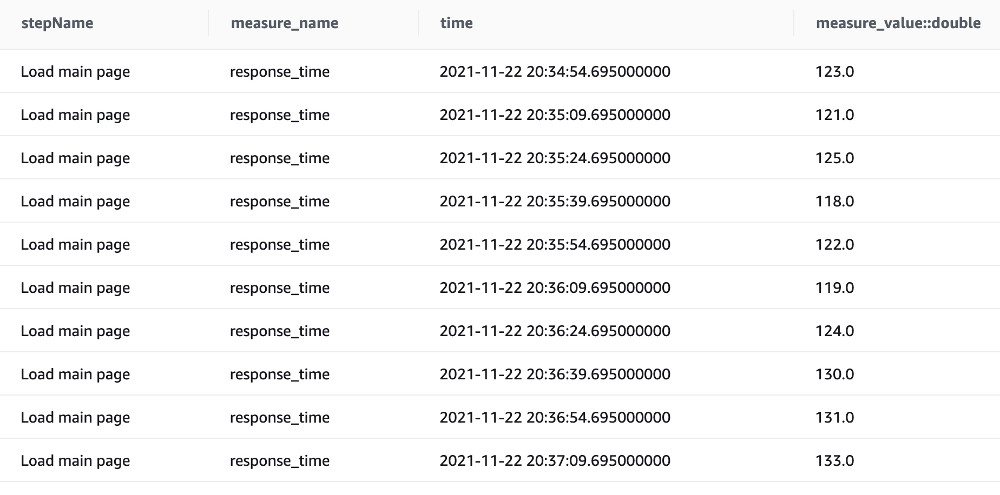 stepName measure_name time measure_value::double
Load main page response_time 2021-11-22 20:34:54.695000000 123.0
Load main page response_time 2021-11-22 20:35:09.695000000 121.0
Load main page response_time 2021-11-22 20:35:24.695000000 125.0
Load main page response_time 2021-11-22 20:35:39.695000000 118.0
Load main page response_time 2021-11-22 20:35:54.695000000 122.0
Load main page response_time 2021-11-22 20:36:09.695000000 119.0
Load main page response_time 2021-11-22 20:36:24.695000000 124.0
Load main page response_time 2021-11-22 20:36:39.695000000 130.0
Load main page response_time 2021-11-22 20:36:54.695000000 131.0
Load main page response_time 2021-11-22 20:37:09.695000000 133.0